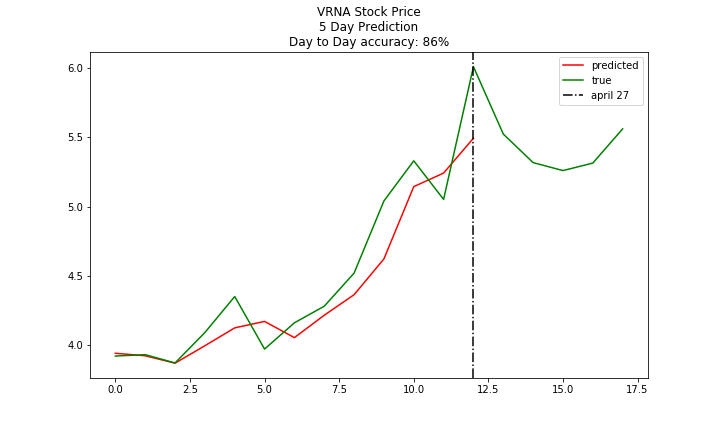 VRNA Stock Price
5 Day Prediction
Day to Day accuracy: 86%
predicted
true
april 27
6.0
5.5
5.0
4.5
4.0
0.0 2.5 5.0 7.5 10.0 12.5 15.0 17.5